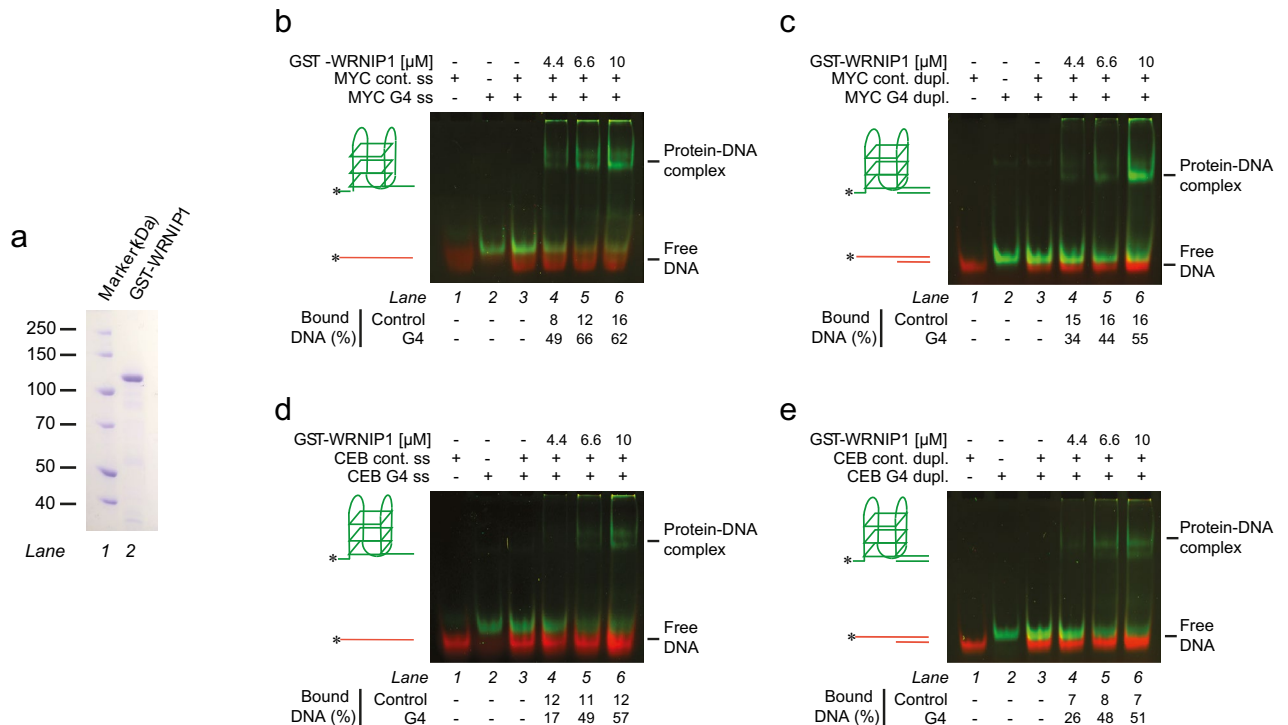 a
Marker(kDa)
GST-WRNIP1
250
150
100
70
50
40
Lane 1 2
b
GST -WRNIP1 [µM] - - - 4.4 6.6 10
MYC cont. ss + - + + + +
MYC G4 ss - + + + + +
*
Protein-DNA
complex
*
Free
DNA
Lane 1 2 3 4 5 6
Bound Control - - - 8 12 16
DNA (%) G4 - - - 49 66 62
c
GST-WRNIP1 [µM] - - - 4.4 6.6 10
MYC cont. dupl. + - + + + +
MYC G4 dupl. - + + + + +
*
Protein-DNA
complex
*
Free
DNA
Lane 1 2 3 4 5 6
Bound Control - - - 15 16 16
DNA (%) G4 - - - 34 44 55
d
GST-WRNIP1 [µM] - - - 4.4 6.6 10
CEB cont. ss + - + + + +
CEB G4 ss - + + + + +
*
Protein-DNA
complex
*
Free
DNA
Lane 1 2 3 4 5 6
Bound Control - - - 12 11 12
DNA (%) G4 - - - 17 49 57
e
GST-WRNIP1 [µM] - - - 4.4 6.6 10
CEB cont. dupl. + - + + + +
CEB G4 dupl. - + + + + +
*
Protein-DNA
complex
*
Free
DNA
Lane 1 2 3 4 5 6
Bound Control - - - 7 8 7
DNA (%) G4 - - - 26 48 51